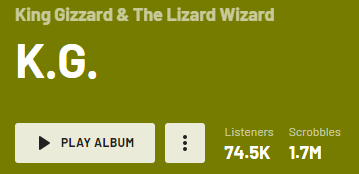 King Gizzard & The Lizard Wizard
K.G.
PLAY ALBUM
Listeners Scrobbles
74.5K 1.7M